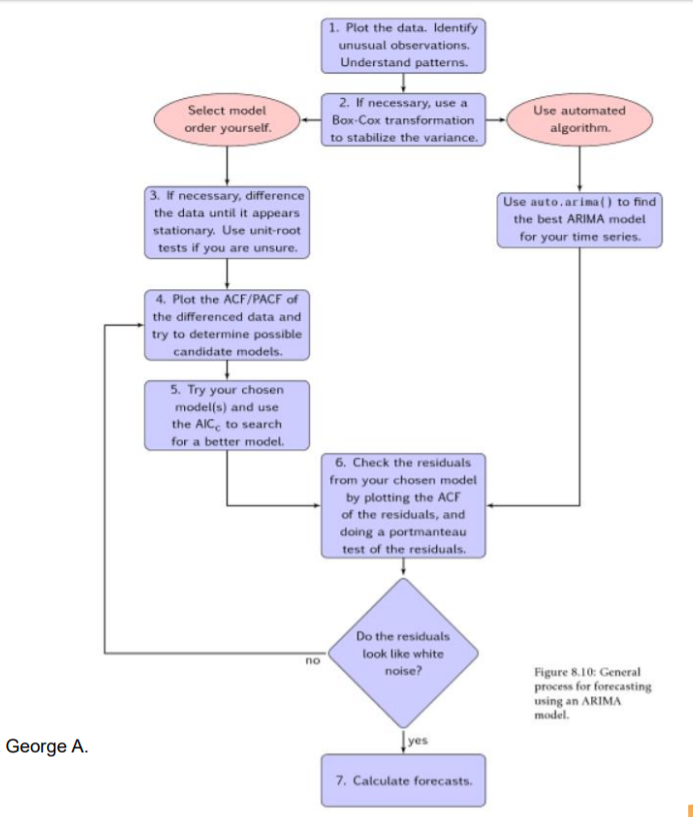 1. Plot the data. Identify
unusual observations.
Understand patterns.
Select model
order yourself.
2. If necessary, use a
Box-Cox transformation
to stabilize the variance.
Use automated
algorithm.
3. If necessary, difference
the data until it appears
stationary. Use unit-root
tests if you are unsure.
Use auto.arima() to find
the best ARIMA model
for your time series.
4. Plot the ACF/PACF of
the differenced data and
try to determine possible
candidate models.
5. Try your chosen
model(s) and use
the AICc to search
for a better model.
6. Check the residuals
from your chosen model
by plotting the ACF
of the residuals, and
doing a portmanteau
test of the residuals.
Do the residuals
look like white
noise?
no
yes
7. Calculate forecasts.
Figure 8.10: General
process for forecasting
using an ARIMA
model.
George A.